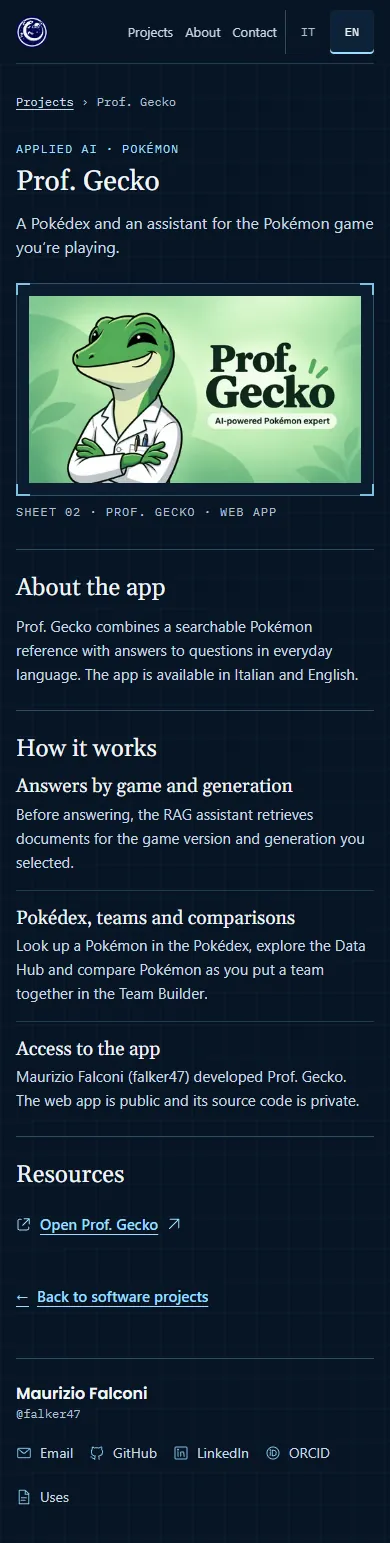 Projects About Contact IT EN
Projects › Prof. Gecko
APPLIED AI · POKÉMON
Prof. Gecko
A Pokédex and an assistant for the Pokémon game
you’re playing.
Prof.
Gecko
AI-powered Pokémon expert
SHEET 02 · PROF. GECKO · WEB APP
About the app
Prof. Gecko combines a searchable Pokémon
reference with answers to questions in everyday
language. The app is available in Italian and English.
How it works
Answers by game and generation
Before answering, the RAG assistant retrieves
documents for the game version and generation you
selected.
Pokédex, teams and comparisons
Look up a Pokémon in the Pokédex, explore the Data
Hub and compare Pokémon as you put a team
together in the Team Builder.
Access to the app
Maurizio Falconi (falker47) developed Prof. Gecko.
The web app is public and its source code is private.
Resources
Open Prof. Gecko ↗
← Back to software projects
Maurizio Falconi
@falker47
Email GitHub LinkedIn ORCID
Uses